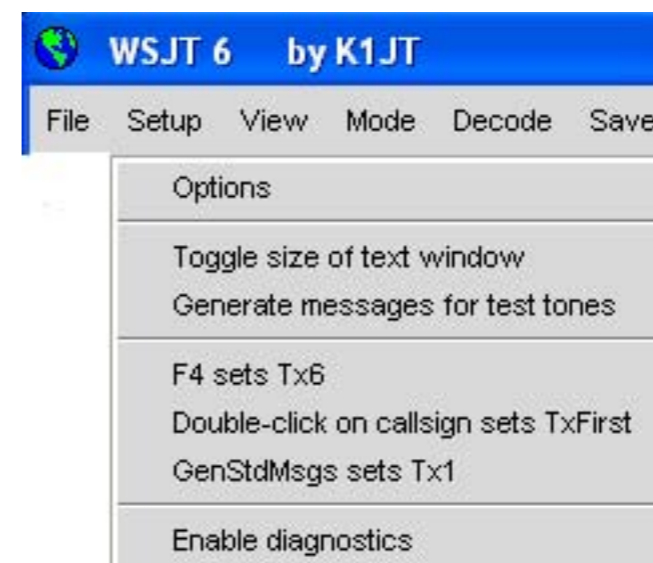 WSJT 6 by K1JT
File Setup View Mode Decode Save
Options
Toggle size of text window
Generate messages for test tones
F4 sets Tx6
Double-click on callsign sets TxFirst
GenStdMsgs sets Tx1
Enable diagnostics